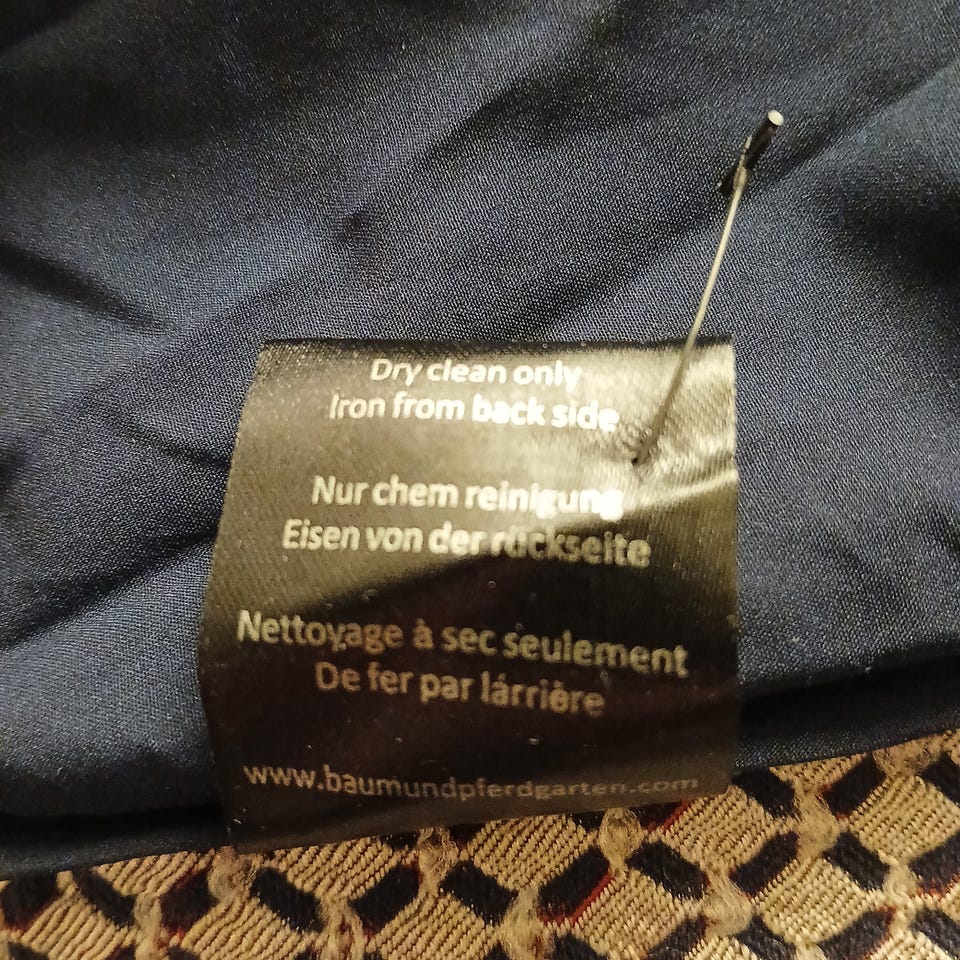 Dry clean only
Iron from back side
Nur chem reinigung
Eisen von der rückseite
Nettoyage à sec seulement
De fer par lárrière
www.baumundpferdgarten.com